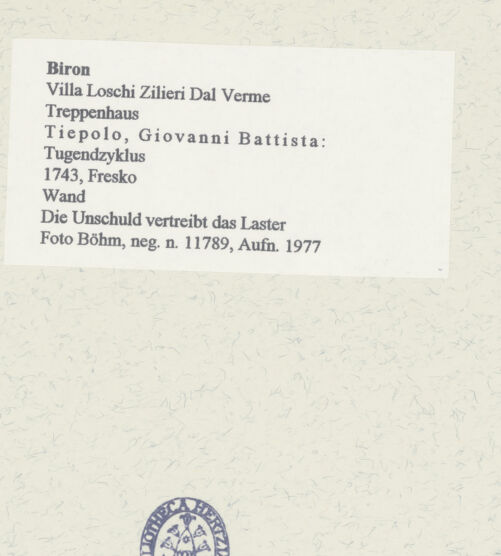 Biron
Villa Loschi Zilieri Dal Verme
Treppenhaus
Tiepolo, Giovanni Battista:
Tugendzyklus
1743, Fresko
Wand
Die Unschuld vertreibt das Laster
Foto Böhm, neg. n. 11789, Aufn. 1977